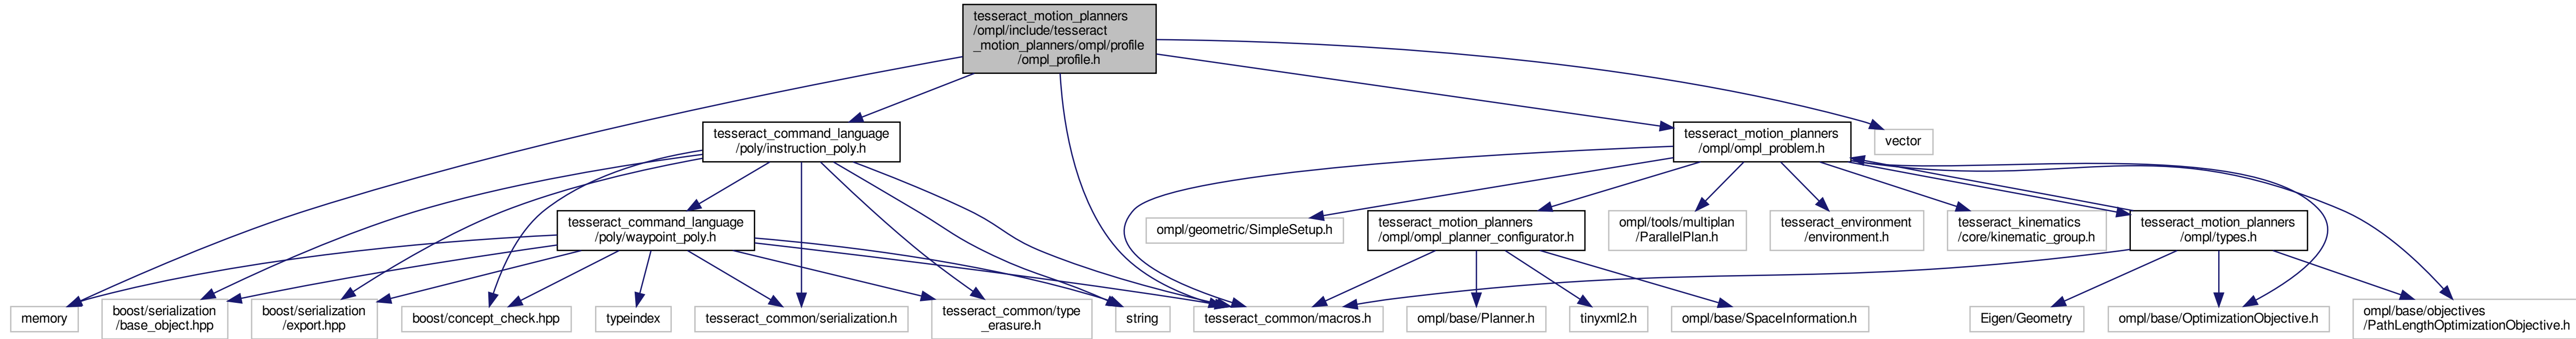 tesseract_motion_planners
/ompl/include/tesseract
_motion_planners/ompl/profile
/ompl_profile.h
tesseract_command_language
/poly/instruction_poly.h
tesseract_motion_planners
/ompl/ompl_problem.h
vector
tesseract_command_language
/poly/waypoint_poly.h
ompl/geometric/SimpleSetup.h
tesseract_motion_planners
/ompl/ompl_planner_configurator.h
ompl/tools/multiplan
/ParallelPlan.h
tesseract_environment
/environment.h
tesseract_kinematics
/core/kinematic_group.h
tesseract_motion_planners
/ompl/types.h
memory
boost/serialization
/base_object.hpp
boost/serialization
/export.hpp
boost/concept_check.hpp
typeindex
tesseract_common/serialization.h
tesseract_common/type
_erasure.h
string
tesseract_common/macros.h
ompl/base/Planner.h
tinyxml2.h
ompl/base/SpaceInformation.h
Eigen/Geometry
ompl/base/OptimizationObjective.h
ompl/base/objectives
/PathLengthOptimizationObjective.h